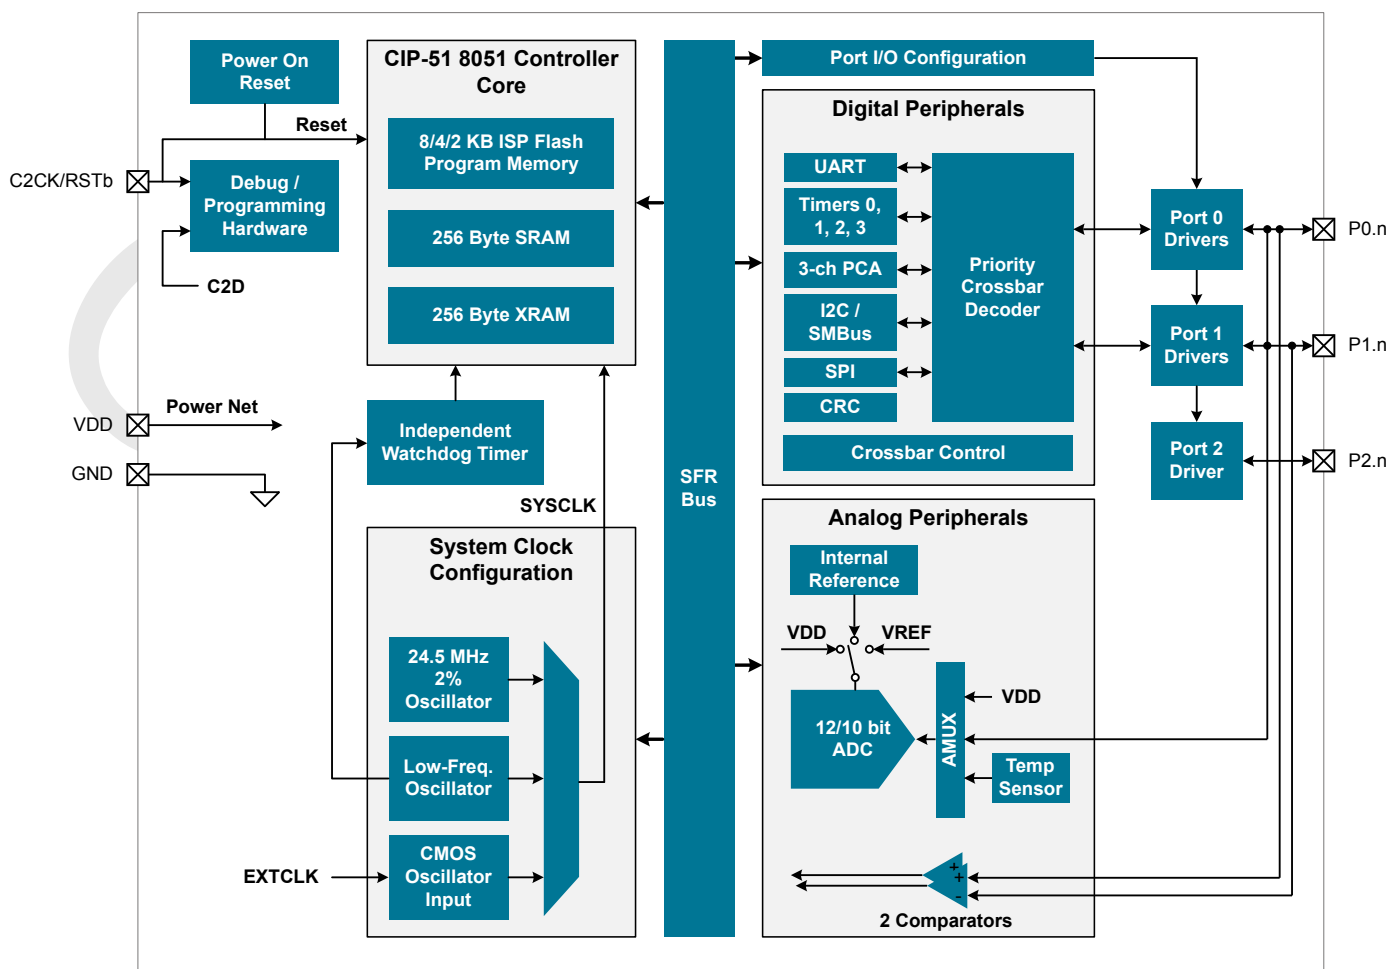 Power On
Reset
Reset
C2CK/RSTb
Debug /
Programming
Hardware
C2D
VDD
Power Net
GND
CIP-51 8051 Controller
Core
8/4/2 KB ISP Flash
Program Memory
256 Byte SRAM
256 Byte XRAM
Independent
Watchdog Timer
SYSCLK
System Clock
Configuration
24.5 MHz
2%
Oscillator
Low-Freq.
Oscillator
EXTCLK
CMOS
Oscillator
Input
SFR
Bus
Port I/O Configuration
Digital Peripherals
UART
Timers 0,
1, 2, 3
3-ch PCA
I2C /
SMBus
SPI
CRC
Priority
Crossbar
Decoder
Crossbar Control
Port 0
Drivers
P0.n
Port 1
Drivers
P1.n
Port 2
Driver
P2.n
Analog Peripherals
Internal
Reference
VDD
VREF
12/10 bit
ADC
AMUX
VDD
Temp
Sensor
+
+
-
2 Comparators